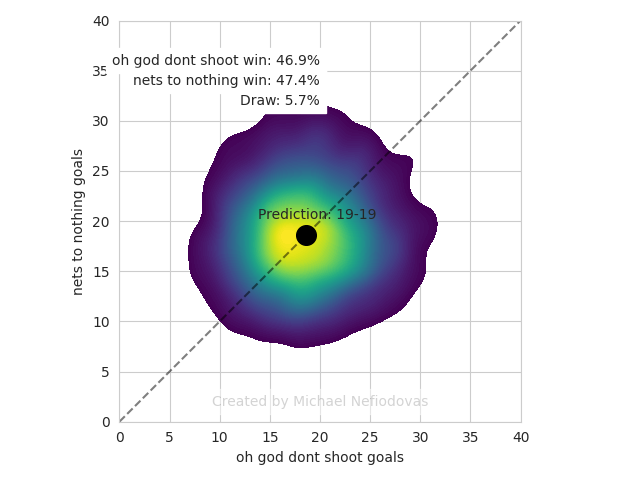 oh god dont shoot win: 46.9%
nets to nothing win: 47.4%
Draw: 5.7%
Prediction: 19-19
Created by Michael Nefiodovas
nets to nothing goals
40
35
30
25
20
15
10
5
0
0 5 10 15 20 25 30 35 40
oh god dont shoot goals